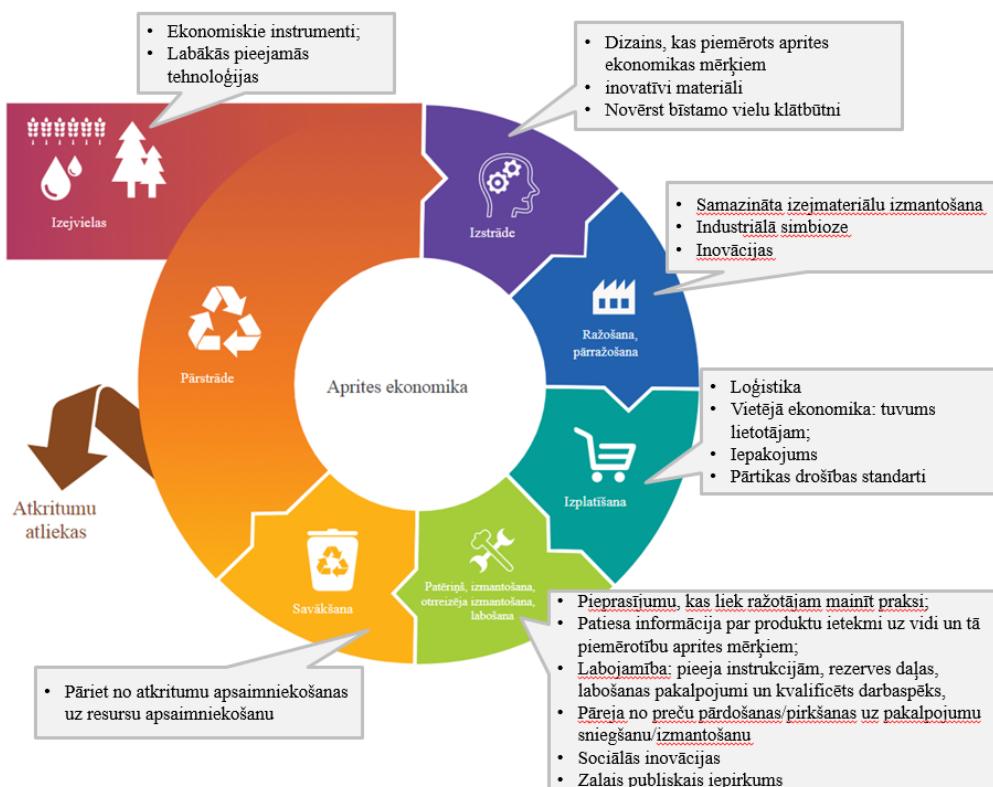 • Ekonomiskie instrumenti;
• Labākās pieejamās
tehnoloģijas
• Dizains, kas piemērots aprites
ekonomikas mērķiem
• inovatīvi materiāli
• Novērst bīstamo vielu klātbūtni
Izejvielas
Izstrāde
• Samazināta izejmateriālu izmantošana
• Industriālā simbioze
• Inovācijas
Ražošana,
pārražošana
Pārstrāde
Aprites ekonomika
• Loģistika
• Vietējā ekonomika: tuvums
lietotājam;
• Iepakojums
• Pārtikas drošības standarti
Izplatīšana
Atkritumu
atliekas
Patēriņš, izmantošana,
otrreizēja izmantošana,
labošana
Savākšana
• Pieprasījumu, kas liek ražotājam mainīt praksi;
• Patiesa informācija par produktu ietekmi uz vidi un tā
piemērotību aprites mērķiem;
• Labojamība: pieeja instrukcijām, rezerves daļas,
labošanas pakalpojumi un kvalificēts darbaspēks,
• Pāreja no preču pārdošanas/pirkšanas uz pakalpojumu
sniegšanu/izmantošanu
• Sociālās inovācijas
• Zaļais publiskais iepirkums
• Pāriet no atkritumu apsaimniekošanas
uz resursu apsaimniekošanu